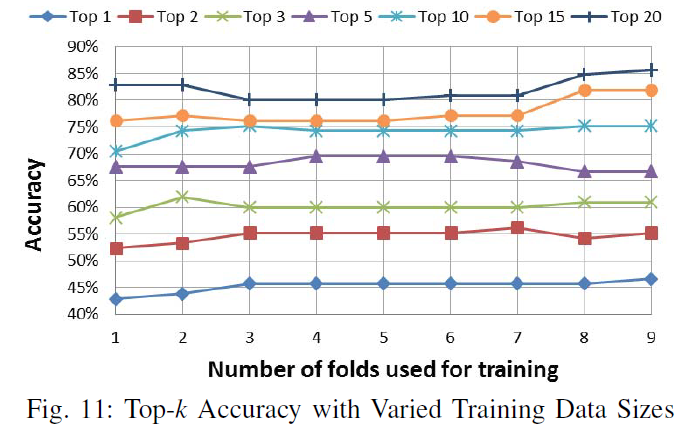 Top 1 Top 2 Top 3 Top 5 Top 10 Top 15 Top 20
90%
85%
80%
75%
70%
65%
60%
55%
50%
45%
40%
Accuracy
1 2 3 4 5 6 7 8 9
Number of folds used for training
Fig. 11: Top-k Accuracy with Varied Training Data Sizes